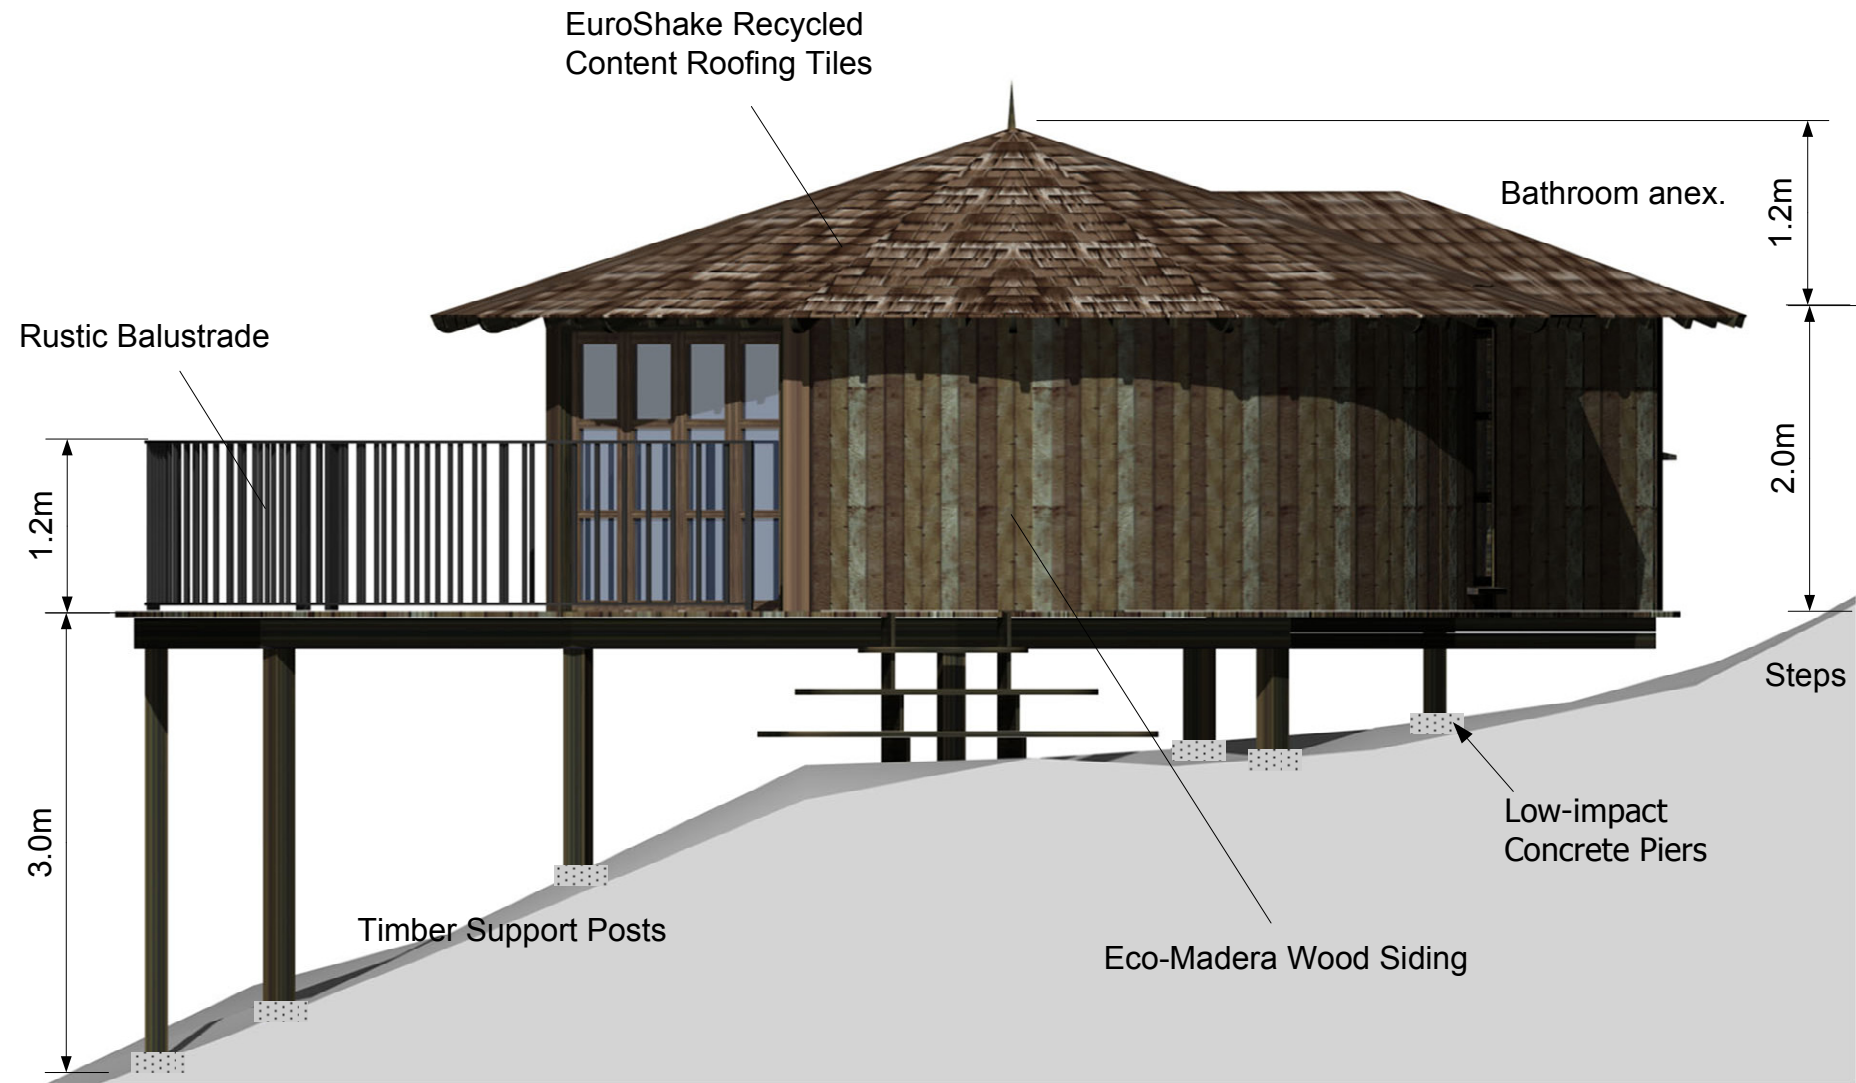 EuroShake Recycled
Content Roofing Tiles
Bathroom anex.
1.2m
Rustic Balustrade
2.0m
1.2m
Steps
Low-impact
Concrete Piers
3.0m
Timber Support Posts
Eco-Madera Wood Siding